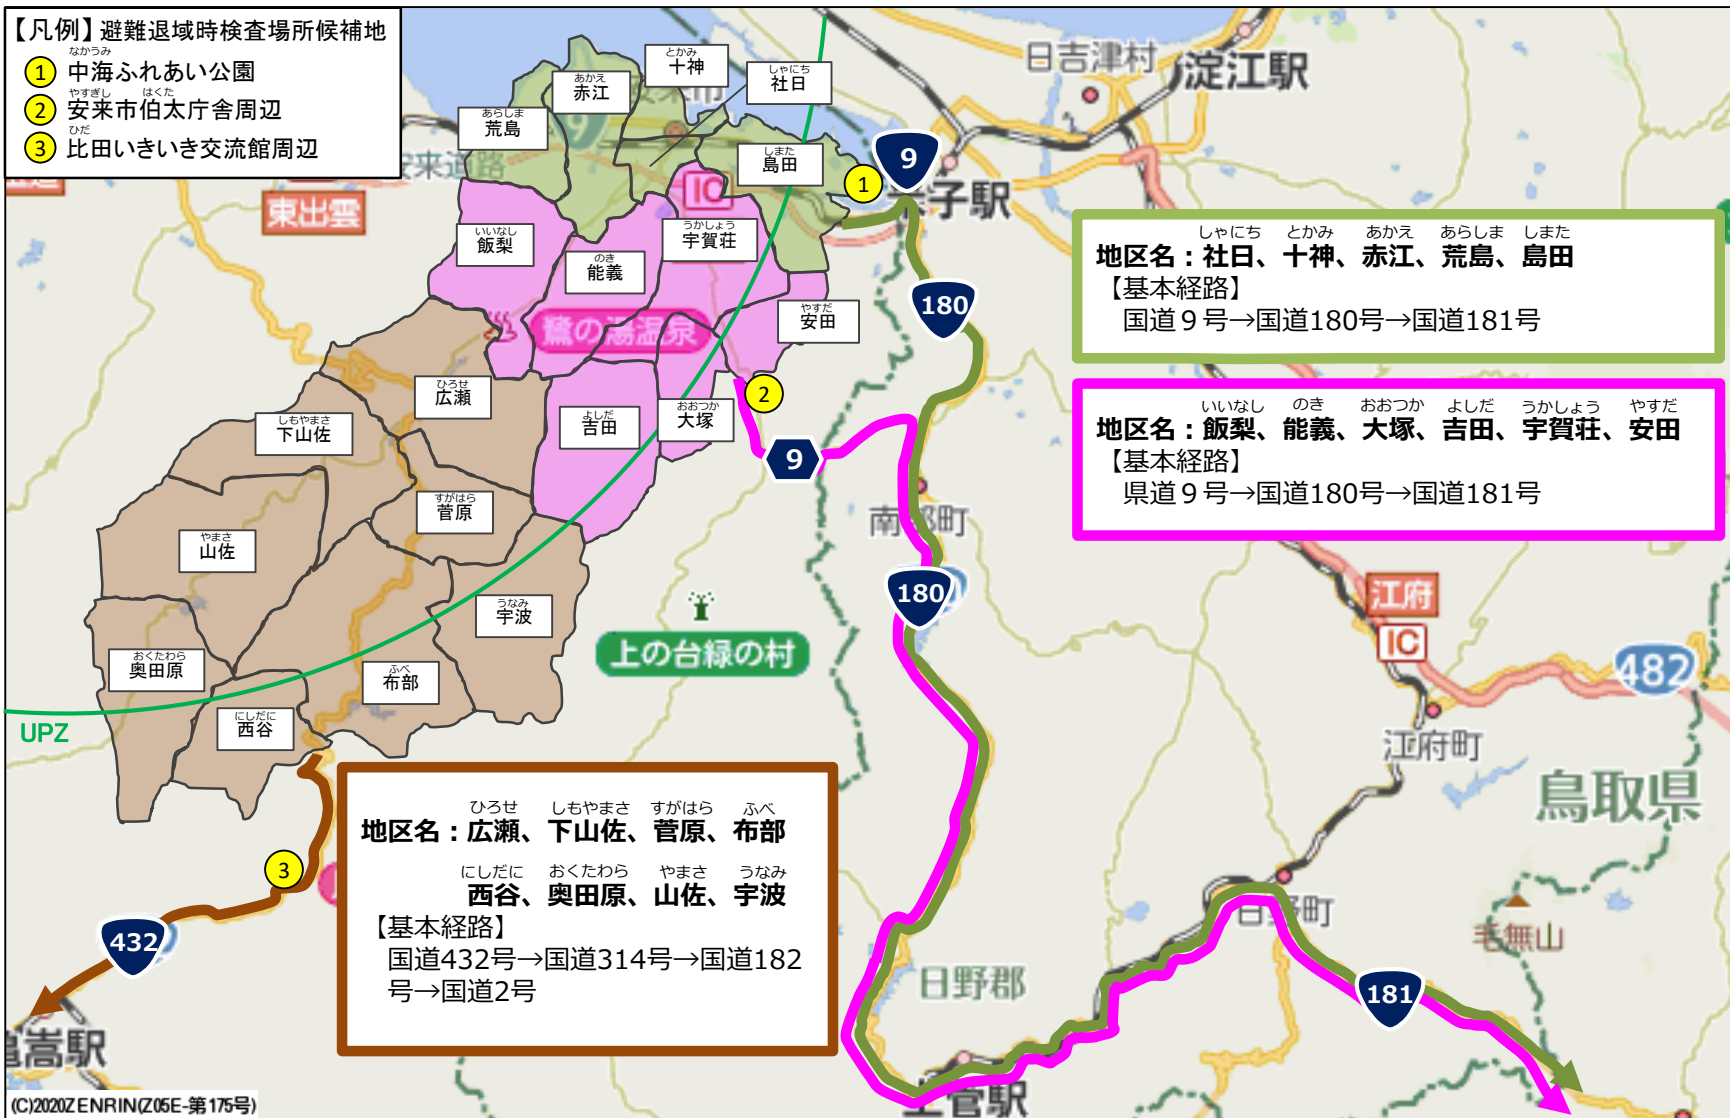 【凡例】避難退域時検査場所候補地
なかうみ
① 中海ふれあい公園
やすぎし はくた
② 安来市伯太庁舎周辺
ひだ
③ 比田いきいき交流館周辺
とかみ
十神
あかえ
赤江
しゃにち
社日
あらしま
荒島
しまた
島田
いいなし
飯梨
のき
能義
うかしょう
宇賀荘
やすだ
安田
ひろせ
広瀬
よしだ
吉田
おおつか
大塚
しもやまさ
下山佐
すがはら
菅原
やまさ
山佐
うなみ
宇波
おくたわら
奥田原
ふべ
布部
にしだに
西谷
UPZ
日吉津村
淀江駅
東出雲
安来道路
IC
鷺の湯温泉
上の台緑の村
1
2
3
9
180
9
180
181
432
江府
IC
482
江府町
鳥取県
日野町
毛無山
日野郡
上菅駅
しゃにち とかみ あかえ あらしま しまた
地区名：社日、十神、赤江、荒島、島田
【基本経路】
国道９号→国道180号→国道181号
いいなし のき おおつか よしだ うかしょう やすだ
地区名：飯梨、能義、大塚、吉田、宇賀荘、安田
【基本経路】
県道９号→国道180号→国道181号
ひろせ しもやまさ すがはら ふべ
地区名：広瀬、下山佐、菅原、布部
にしだに おくたわら やまさ うなみ
西谷、奥田原、山佐、宇波
【基本経路】
国道432号→国道314号→国道182
号→国道2号
(C)2020ZENRIN(Z05E-第175号)